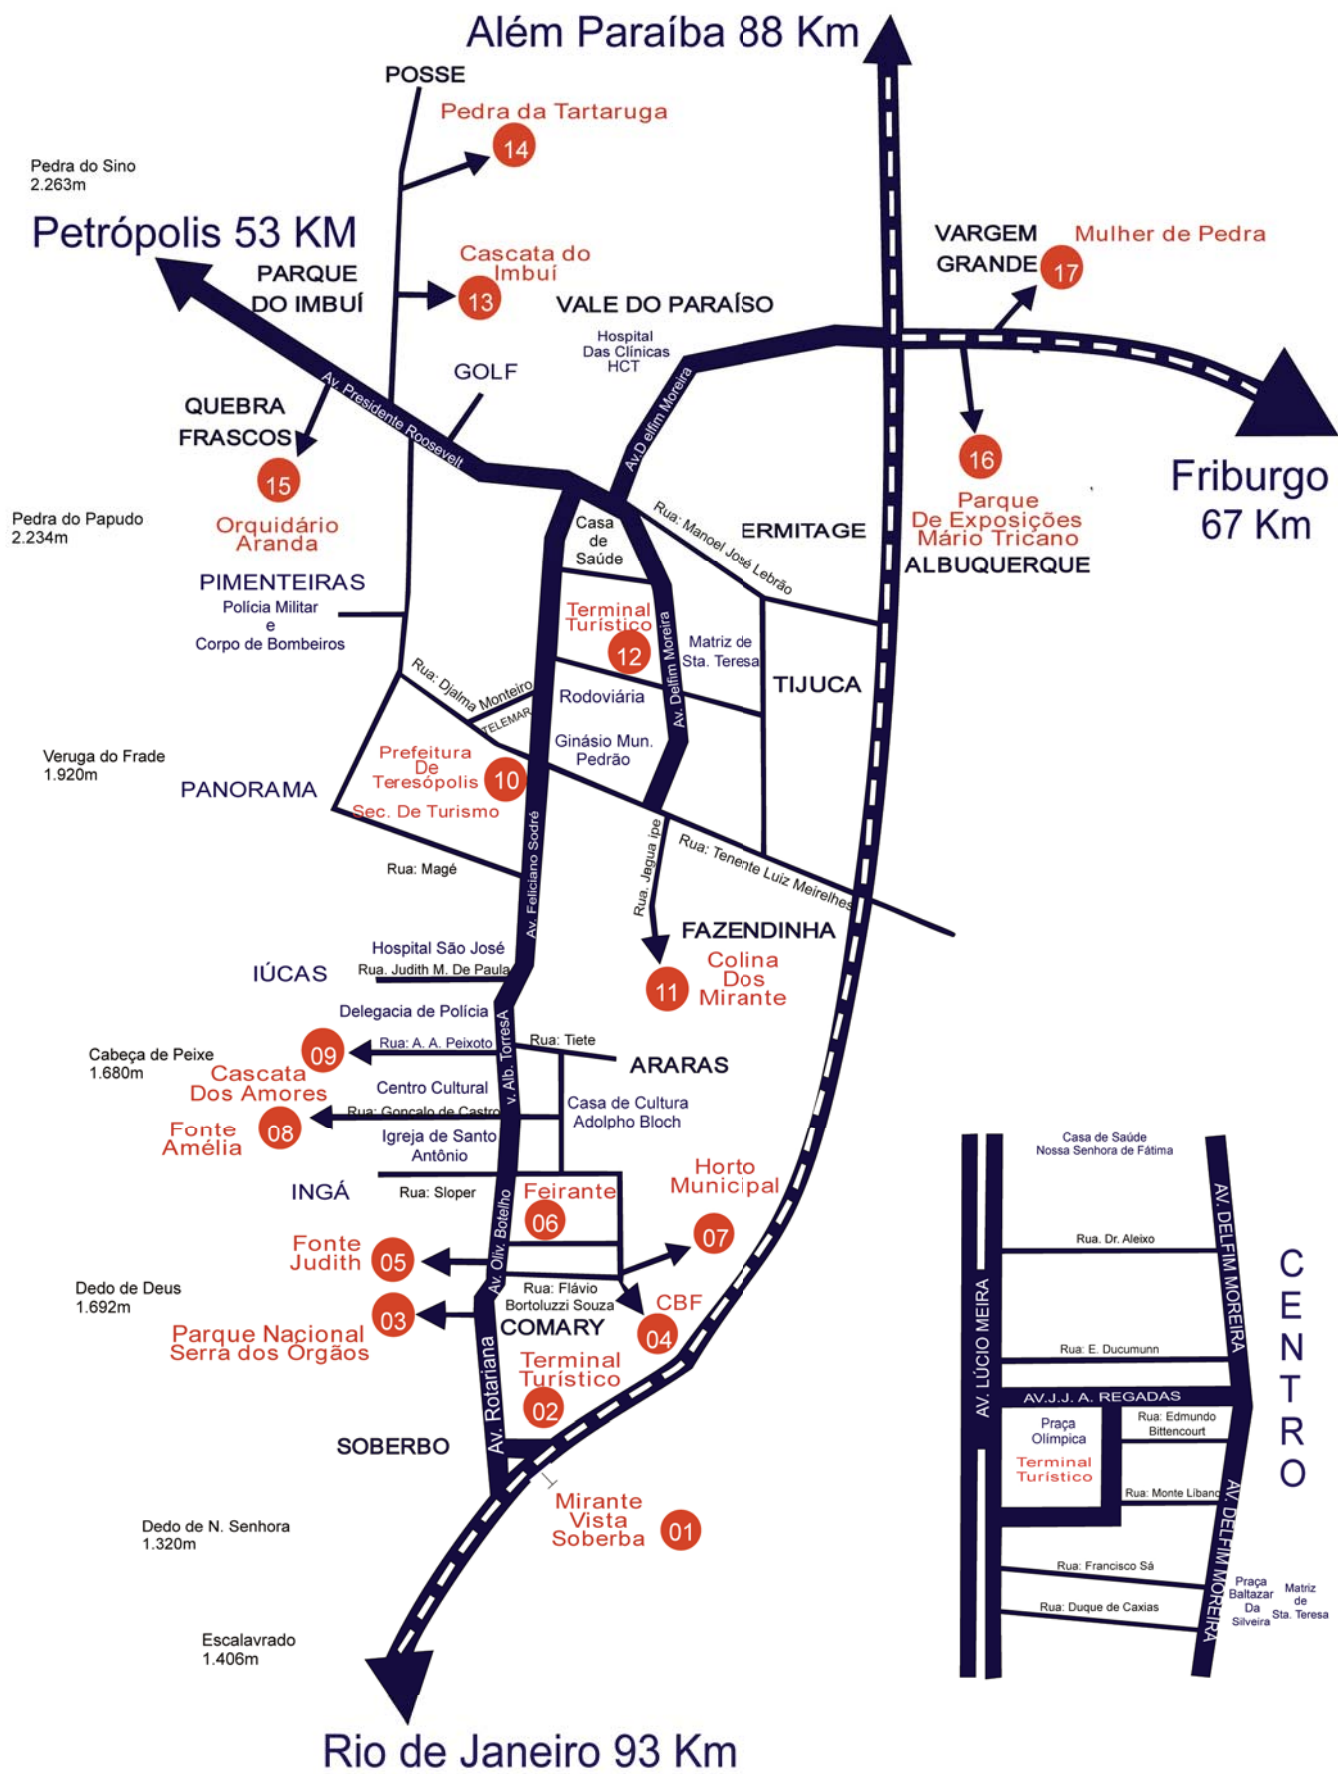 Além Paraíba 88 Km
POSSE
Pedra da Tartaruga
14
Pedra do Sino
2.263m
Petrópolis 53 KM
PARQUE
DO IMBUÍ
Cascata do
Imbuí
13
VALE DO PARAÍSO
Hospital
Das Clínicas
HCT
VARGEM
GRANDE
17
Mulher de Pedra
GOLF
Av. Presidente Roosevelt
Av.Delfim Moreira
QUEBRA
FRASCOS
15
Orquidário
Aranda
16
Parque
De Exposições
Mário Tricano
ALBUQUERQUE
Friburgo
67 Km
Pedra do Papudo
2.234m
Casa
de
Saúde
Rua: Manoel José Lebrão
ERMITAGE
PIMENTEIRAS
Polícia Militar
e
Corpo de Bombeiros
Terminal
Turístico
12
Av. Delfim Moreira
Matriz de
Sta. Teresa
TIJUCA
Rua: Djalma Monteiro
TELEMAR
Rodoviária
Ginásio Mun.
Pedrão
Veruga do Frade
1.920m
PANORAMA
Prefeitura
De
Teresópolis
10
Sec. De Turismo
Rua: Magé
Av. Feliciano Sodré
Rua. Jagua ipe
Rua: Tenente Luiz Meirelhes
FAZENDINHA
11
Colina
Dos
Mirante
Hospital São José
IÚCAS
Rua. Judith M. De Paula
Delegacia de Polícia
v. Alb. TorresA
Rua: A. A. Peixoto
Rua: Tiete
09
Cabeça de Peixe
1.680m
Cascata
Dos Amores
ARARAS
Centro Cultural
Rua: Gonçalo de Castro
Casa de Cultura
Adolpho Bloch
Fonte
Amélia
08
Igreja de Santo
Antônio
INGÁ
Rua: Sloper
Av. Oliv. Botelho
Feirante
06
Horto
Municipal
07
Fonte
Judith
05
Dedo de Deus
1.692m
Rua: Flávio
Bortoluzzi Souza
COMARY
CBF
04
03
Parque Nacional
Serra dos Órgãos
Av. Rotariana
Terminal
Turístico
02
SOBERBO
Mirante
Vista
Soberba
01
Dedo de N. Senhora
1.320m
Escalavrado
1.406m
Rio de Janeiro 93 Km
Casa de Saúde
Nossa Senhora de Fátima
AV. LÚCIO MEIRA
AV. DELFIM MOREIRA
Rua. Dr. Aleixo
Rua: E. Ducumunn
AV.J.J. A. REGADAS
Praça
Olímpica
Terminal
Turístico
Rua: Edmundo
Bittencourt
Rua: Monte Líbano
AV. DELFIM MOREIRA
Rua: Francisco Sá
Rua: Duque de Caxias
Praça
Baltazar
Da
Silveira
Matriz
de
Sta. Teresa
CENTRO